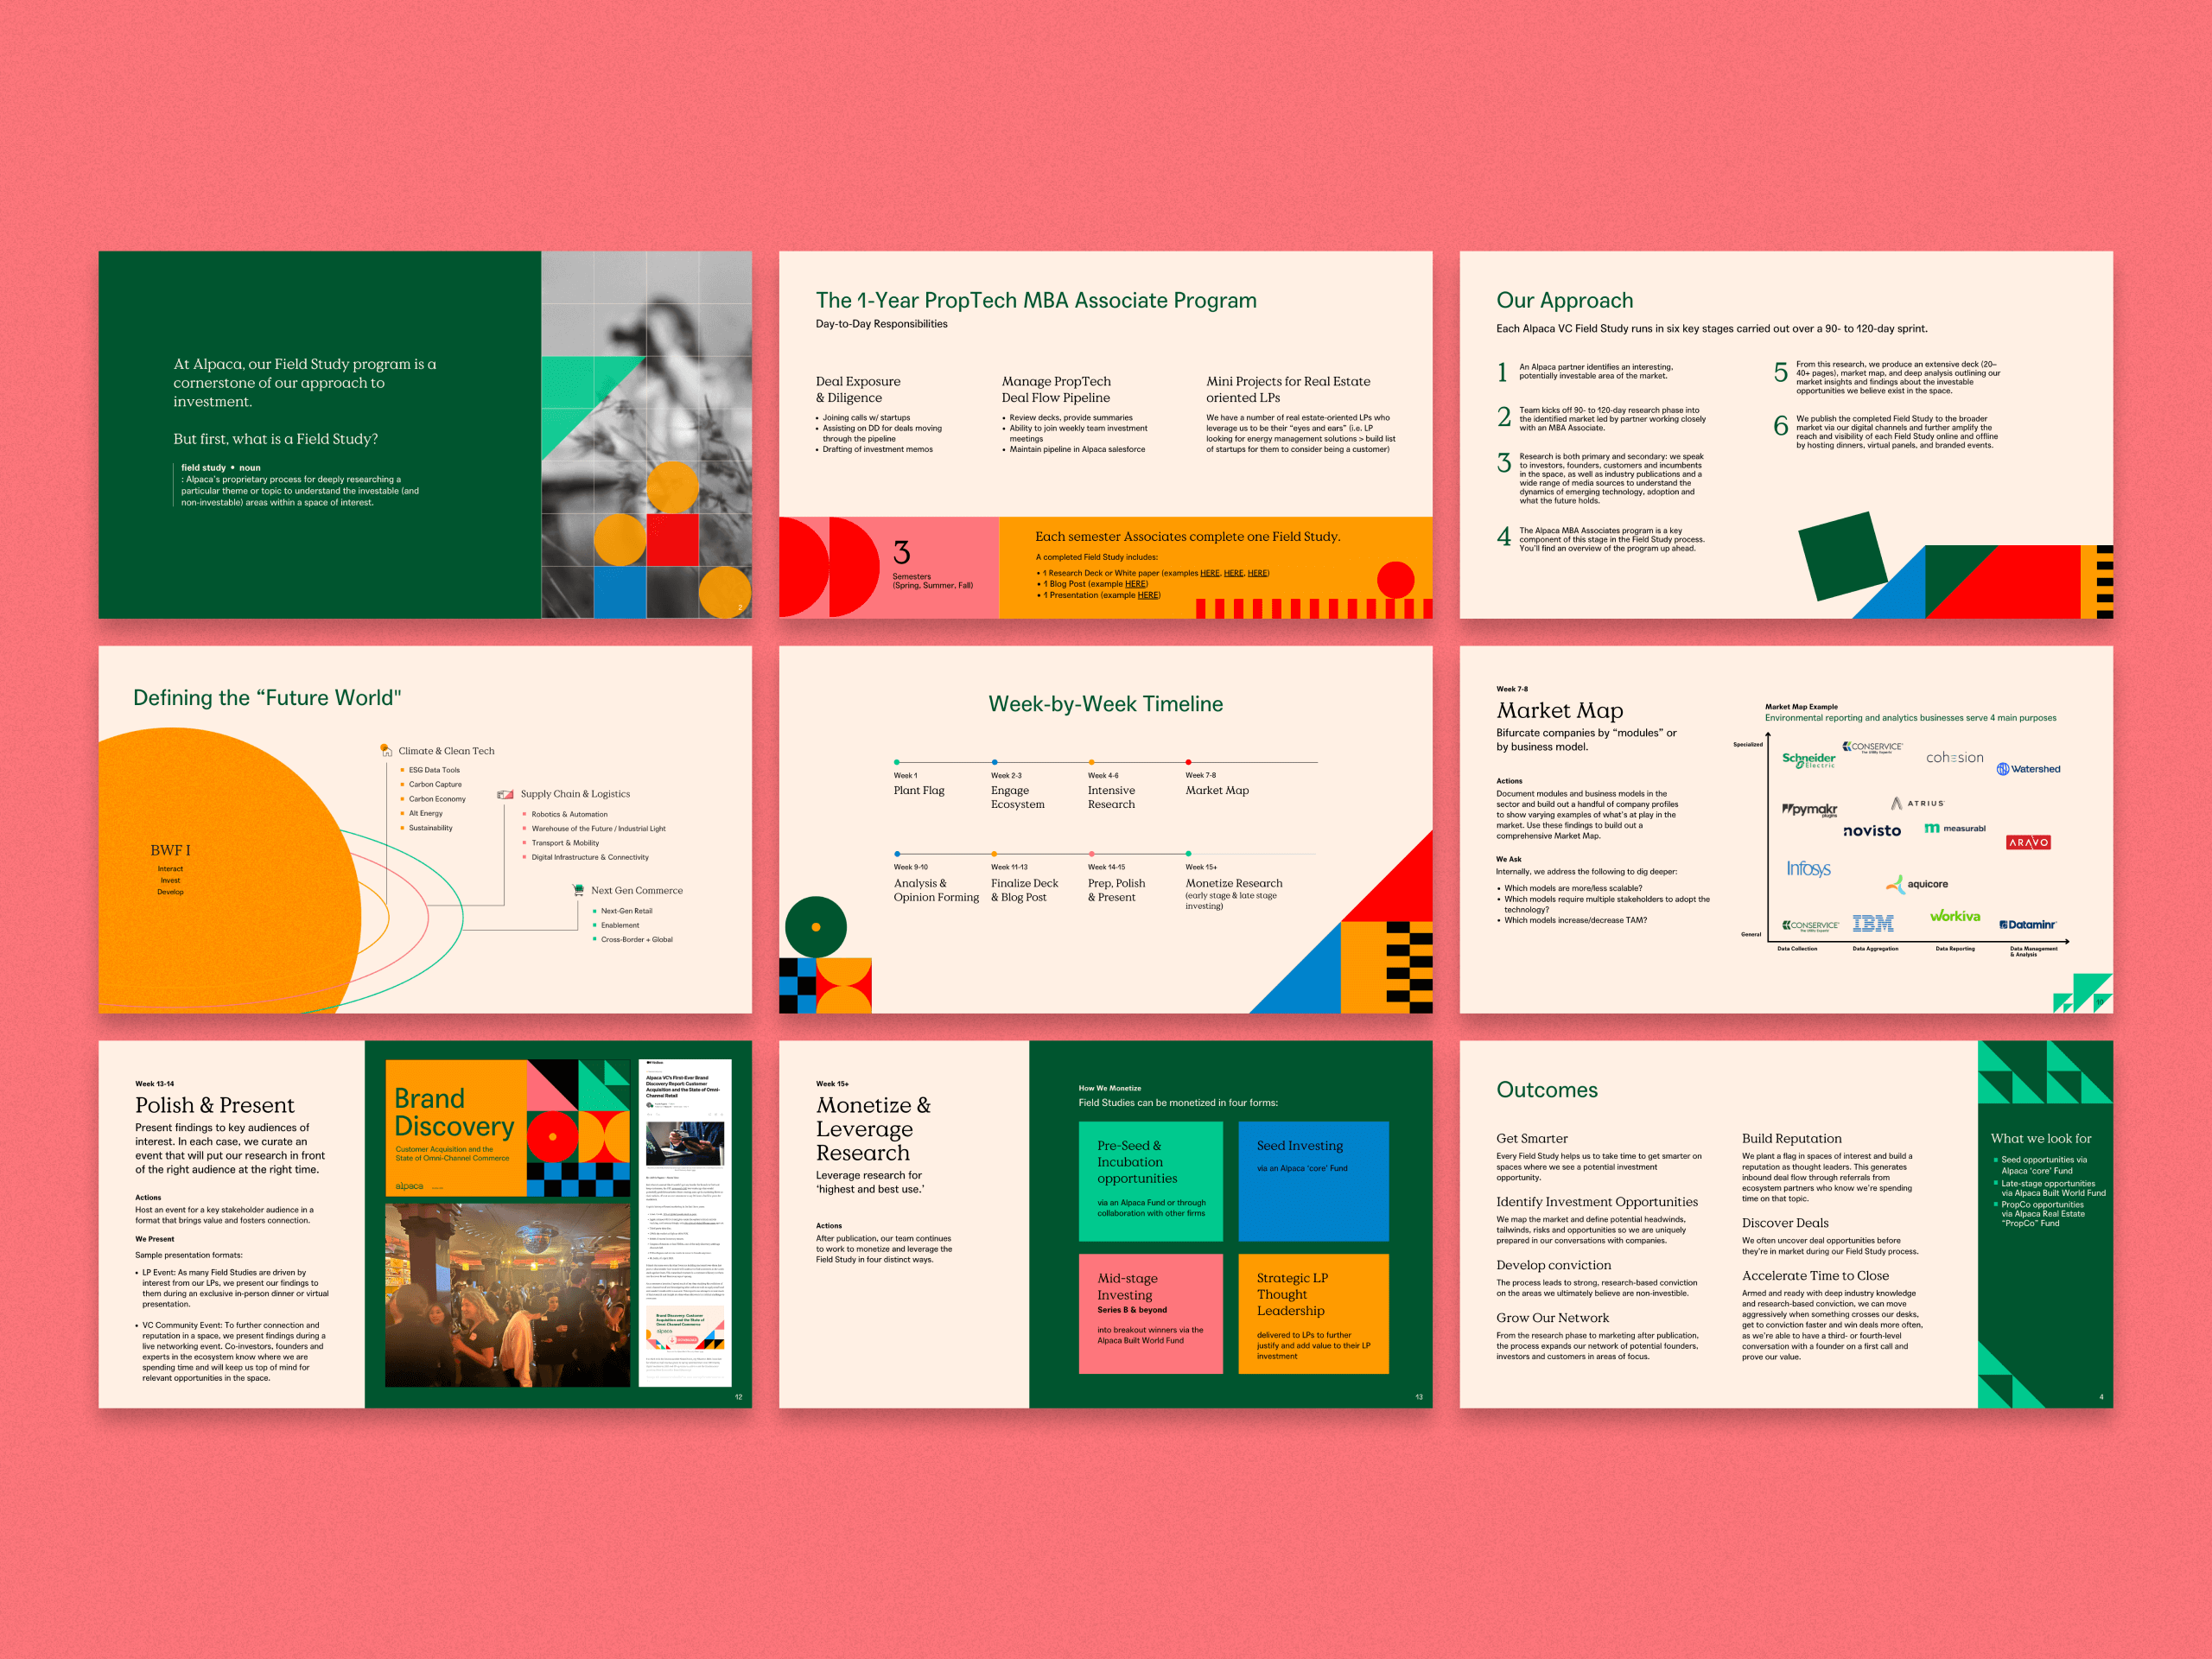 At Alpaca, our Field Study program is a
cornerstone of our approach to
investment.
But first, what is a Field Study?
field study • noun
: Alpaca's proprietary process for deeply researching a
particular theme or topic to understand the investable (and
non-investable) areas within a space of interest.
2
The 1-Year PropTech MBA Associate Program
Day-to-Day Responsibilities
Deal Exposure
& Diligence
• Joining calls w/ startups
• Assisting on DD for deals moving
through the pipeline
• Drafting of investment memos
Manage PropTech
Deal Flow Pipeline
• Review decks, provide summaries
• Ability to join weekly team investment
meetings
• Maintain pipeline in Alpaca salesforce
Mini Projects for Real Estate
oriented LPs
We have a number of real estate-oriented LPs who
leverage us to be their “eyes and ears” (i.e. LP
looking for energy management solutions > build list
of startups for them to consider being a customer)
3
Semesters
(Spring, Summer, Fall)
Each semester Associates complete one Field Study.
A completed Field Study includes:
• 1 Research Deck or White paper (examples HERE, HERE, HERE)
• 1 Blog Post (example HERE)
• 1 Presentation (example HERE)
Our Approach
Each Alpaca VC Field Study runs in six key stages carried out over a 90- to 120-day sprint.
1
An Alpaca partner identifies an interesting,
potentially investable area of the market.
2
Team kicks off 90- to 120-day research phase into
the identified market led by partner working closely
with an MBA Associate.
3
Research is both primary and secondary: we speak
to investors, founders, customers and incumbents
in the space, as well as industry publications and a
wide range of media sources to understand the
dynamics of emerging technology, adoption and
what the future holds.
4
The Alpaca MBA Associates program is a key
component of this stage in the Field Study process.
You'll find an overview of the program up ahead.
5
From this research, we produce an extensive deck (20–
40+ pages), market map, and deep analysis outlining our
market insights and findings about the investable
opportunities we believe exist in the space.
6
We publish the completed Field Study to the broader
market via our digital channels and further amplify the
reach and visibility of each Field Study online and offline
by hosting dinners, virtual panels, and branded events.
Defining the “Future World"
BWF I
Interact
Invest
Develop
Climate & Clean Tech
ESG Data Tools
Carbon Capture
Carbon Economy
Alt Energy
Sustainability
Supply Chain & Logistics
Robotics & Automation
Warehouse of the Future / Industrial Light
Transport & Mobility
Digital Infrastructure & Connectivity
Next Gen Commerce
Next-Gen Retail
Enablement
Cross-Border + Global
Week-by-Week Timeline
Week 1
Plant Flag
Week 2-3
Engage
Ecosystem
Week 4-6
Intensive
Research
Week 7-8
Market Map
Week 9-10
Analysis &
Opinion Forming
Week 11-13
Finalize Deck
& Blog Post
Week 14-15
Prep, Polish
& Present
Week 15+
Monetize Research
(early stage & late stage
investing)
Week 7-8
Market Map
Bifurcate companies by “modules” or
by business model.
Actions
Document modules and business models in the
sector and build out a handful of company profiles
to show varying examples of what's at play in the
market. Use these findings to build out a
comprehensive Market Map.
We Ask
Internally, we address the following to dig deeper:
• Which models are more/less scalable?
• Which models require multiple stakeholders to adopt the
technology?
• Which models increase/decrease TAM?
Market Map Example
Environmental reporting and analytics businesses serve 4 main purposes
Specialized
Schneider
Electric
CONSERVICE
The Utility Experts
cohesion
Watershed
pymakr
plugins
ATRIUS
novisto
measurabl
ARAVO
Infosys
aquicore
CONSERVICE
The Utility Experts
IBM
workiva
Dataminr
General
Data Collection
Data Aggregation
Data Reporting
Data Management
& Analysis
Week 13-14
Polish & Present
Present findings to key audiences of
interest. In each case, we curate an
event that will put our research in front
of the right audience at the right time.
Actions
Host an event for a key stakeholder audience in a
format that brings value and fosters connection.
We Present
Sample presentation formats:
• LP Event: As many Field Studies are driven by
interest from our LPs, we present our findings to
them during an exclusive in-person dinner or virtual
presentation.
• VC Community Event: To further connection and
reputation in a space, we present findings during a
live networking event. Co-investors, founders and
experts in the ecosystem know where we are
spending time and will keep us top of mind for
relevant opportunities in the space.
Brand
Discovery
Customer Acquisition and the
State of Omni-Channel Commerce
alpaca
Alpaca VC's First-Ever Brand
Discovery Report: Customer
Acquisition and the State of Omni-
Channel Retail
Brand Discovery: Customer
Acquisition and the State of
Omni-Channel Commerce
12
Week 15+
Monetize &
Leverage
Research
Leverage research for
‘highest and best use.’
Actions
After publication, our team continues
to work to monetize and leverage the
Field Study in four distinct ways.
How We Monetize
Field Studies can be monetized in four forms:
Pre-Seed &
Incubation
opportunities
via an Alpaca Fund or through
collaboration with other firms
Seed Investing
via an Alpaca ‘core’ Fund
Mid-stage
Investing
Series B & beyond
into breakout winners via the
Alpaca Built World Fund
Strategic LP
Thought
Leadership
delivered to LPs to further
justify and add value to their LP
investment
13
Outcomes
Get Smarter
Every Field Study helps us to take time to get smarter on
spaces where we see a potential investment
opportunity.
Identify Investment Opportunities
We map the market and define potential headwinds,
tailwinds, risks and opportunities so we are uniquely
prepared in our conversations with companies.
Develop conviction
The process leads to strong, research-based conviction
on the areas we ultimately believe are non-investible.
Grow Our Network
From the research phase to marketing after publication,
the process expands our network of potential founders,
investors and customers in areas of focus.
Build Reputation
We plant a flag in spaces of interest and build a
reputation as thought leaders. This generates
inbound deal flow through referrals from
ecosystem partners who know we're spending
time on that topic.
Discover Deals
We often uncover deal opportunities before
they're in market during our Field Study process.
Accelerate Time to Close
Armed and ready with deep industry knowledge
and research-based conviction, we can move
aggressively when something crosses our desks,
get to conviction faster and win deals more often,
as we're able to have a third- or fourth-level
conversation with a founder on a first call and
prove our value.
What we look for
Seed opportunities via
Alpaca ‘core’ Fund
Late-stage opportunities
via Alpaca Built World Fund
PropCo opportunities
via Alpaca Real Estate
“PropCo” Fund
4